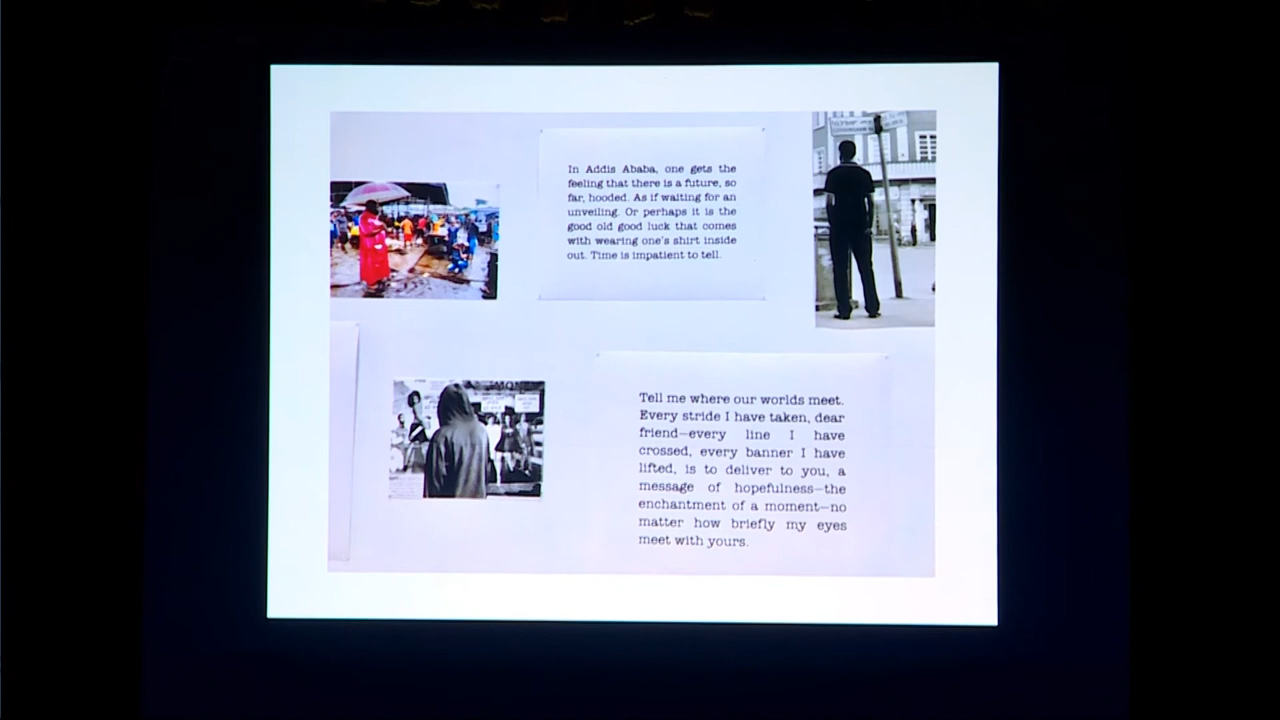 In Addis Ababa, one gets the
feeling that there is a future, so
far, hooded. As if waiting for an
unveiling. Or perhaps it is the
good old good luck that comes
with wearing one's shirt inside
out. Time is impatient to tell.
Tell me where our worlds meet.
Every stride I have taken, dear
friend—every line I have
crossed, every banner I have
lifted, is to deliver to you, a
message of hopefulness—the
enchantment of a moment—no
matter how briefly my eyes
meet with yours.